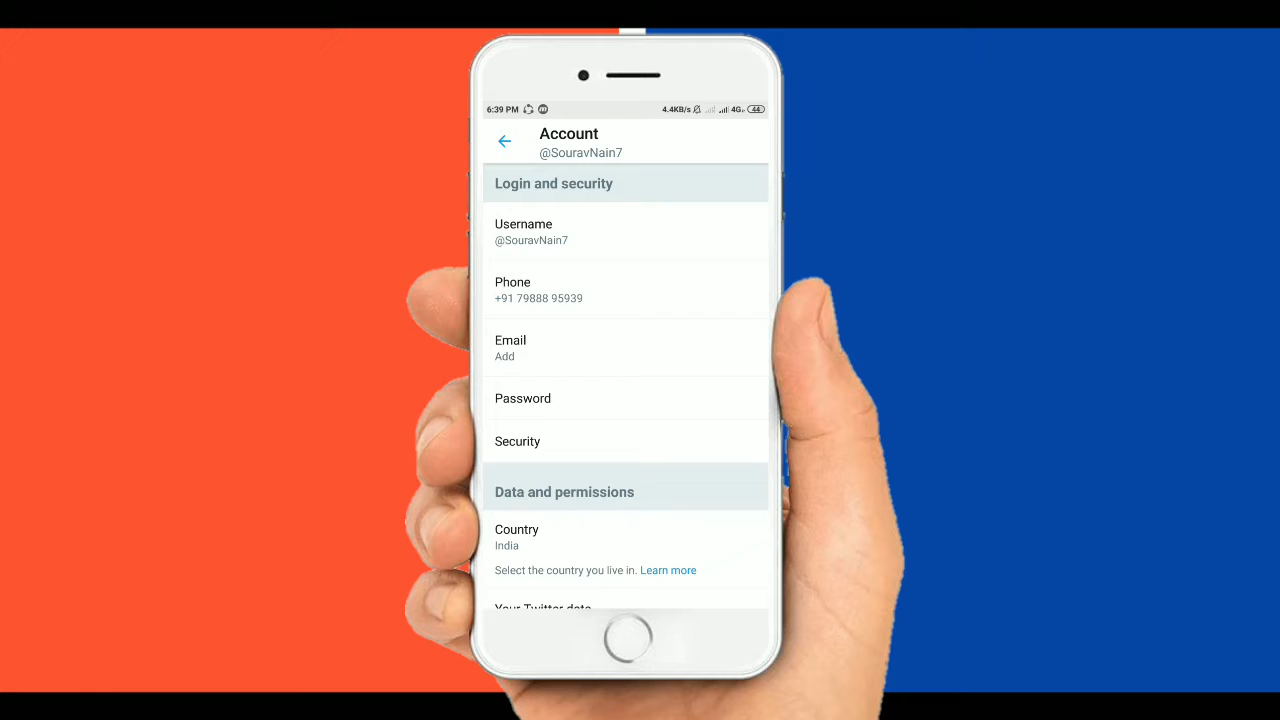 6:39 PM 4.4KB/s 4G 44
Account
@SouravNain7
Login and security
Username
@SouravNain7
Phone
+91 79888 95939
Email
Add
Password
Security
Data and permissions
Country
India
Select the country you live in. Learn more
Your Twitter data